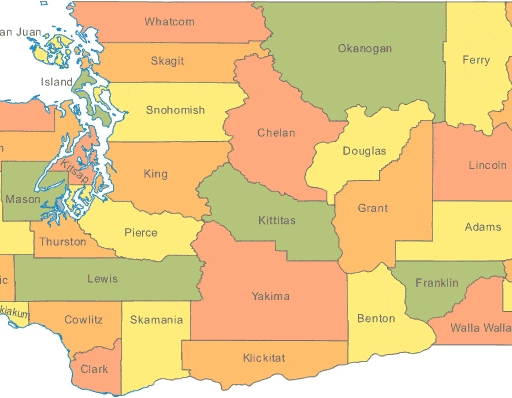 Whatcom
an Juan
Okanogan
Skagit
Ferry
Island
Snohomish
Chelan
Douglas
Lincoln
Kitsap
King
Mason
Grant
Kittitas
Adams
Pierce
Thurston
Lewis
ic
Franklin
Yakima
kiakum
Cowlitz
Skamania
Benton
Walla Walla
Klickitat
Clark